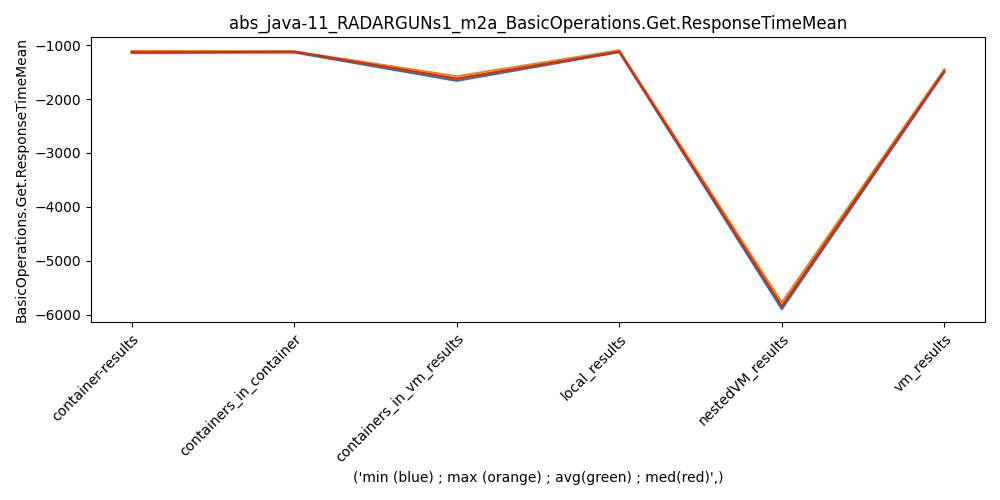 abs_java-11_RADARGUNs1_m2a_BasicOperations.Get.ResponseTimeMean
BasicOperations.Get.ResponseTimeMean
−1000
−2000
−3000
−4000
−5000
−6000
container-results
containers_in_container
containers_in_vm_results
local_results
nestedVM_results
vm_results
('min (blue) ; max (orange) ; avg(green) ; med(red)',)